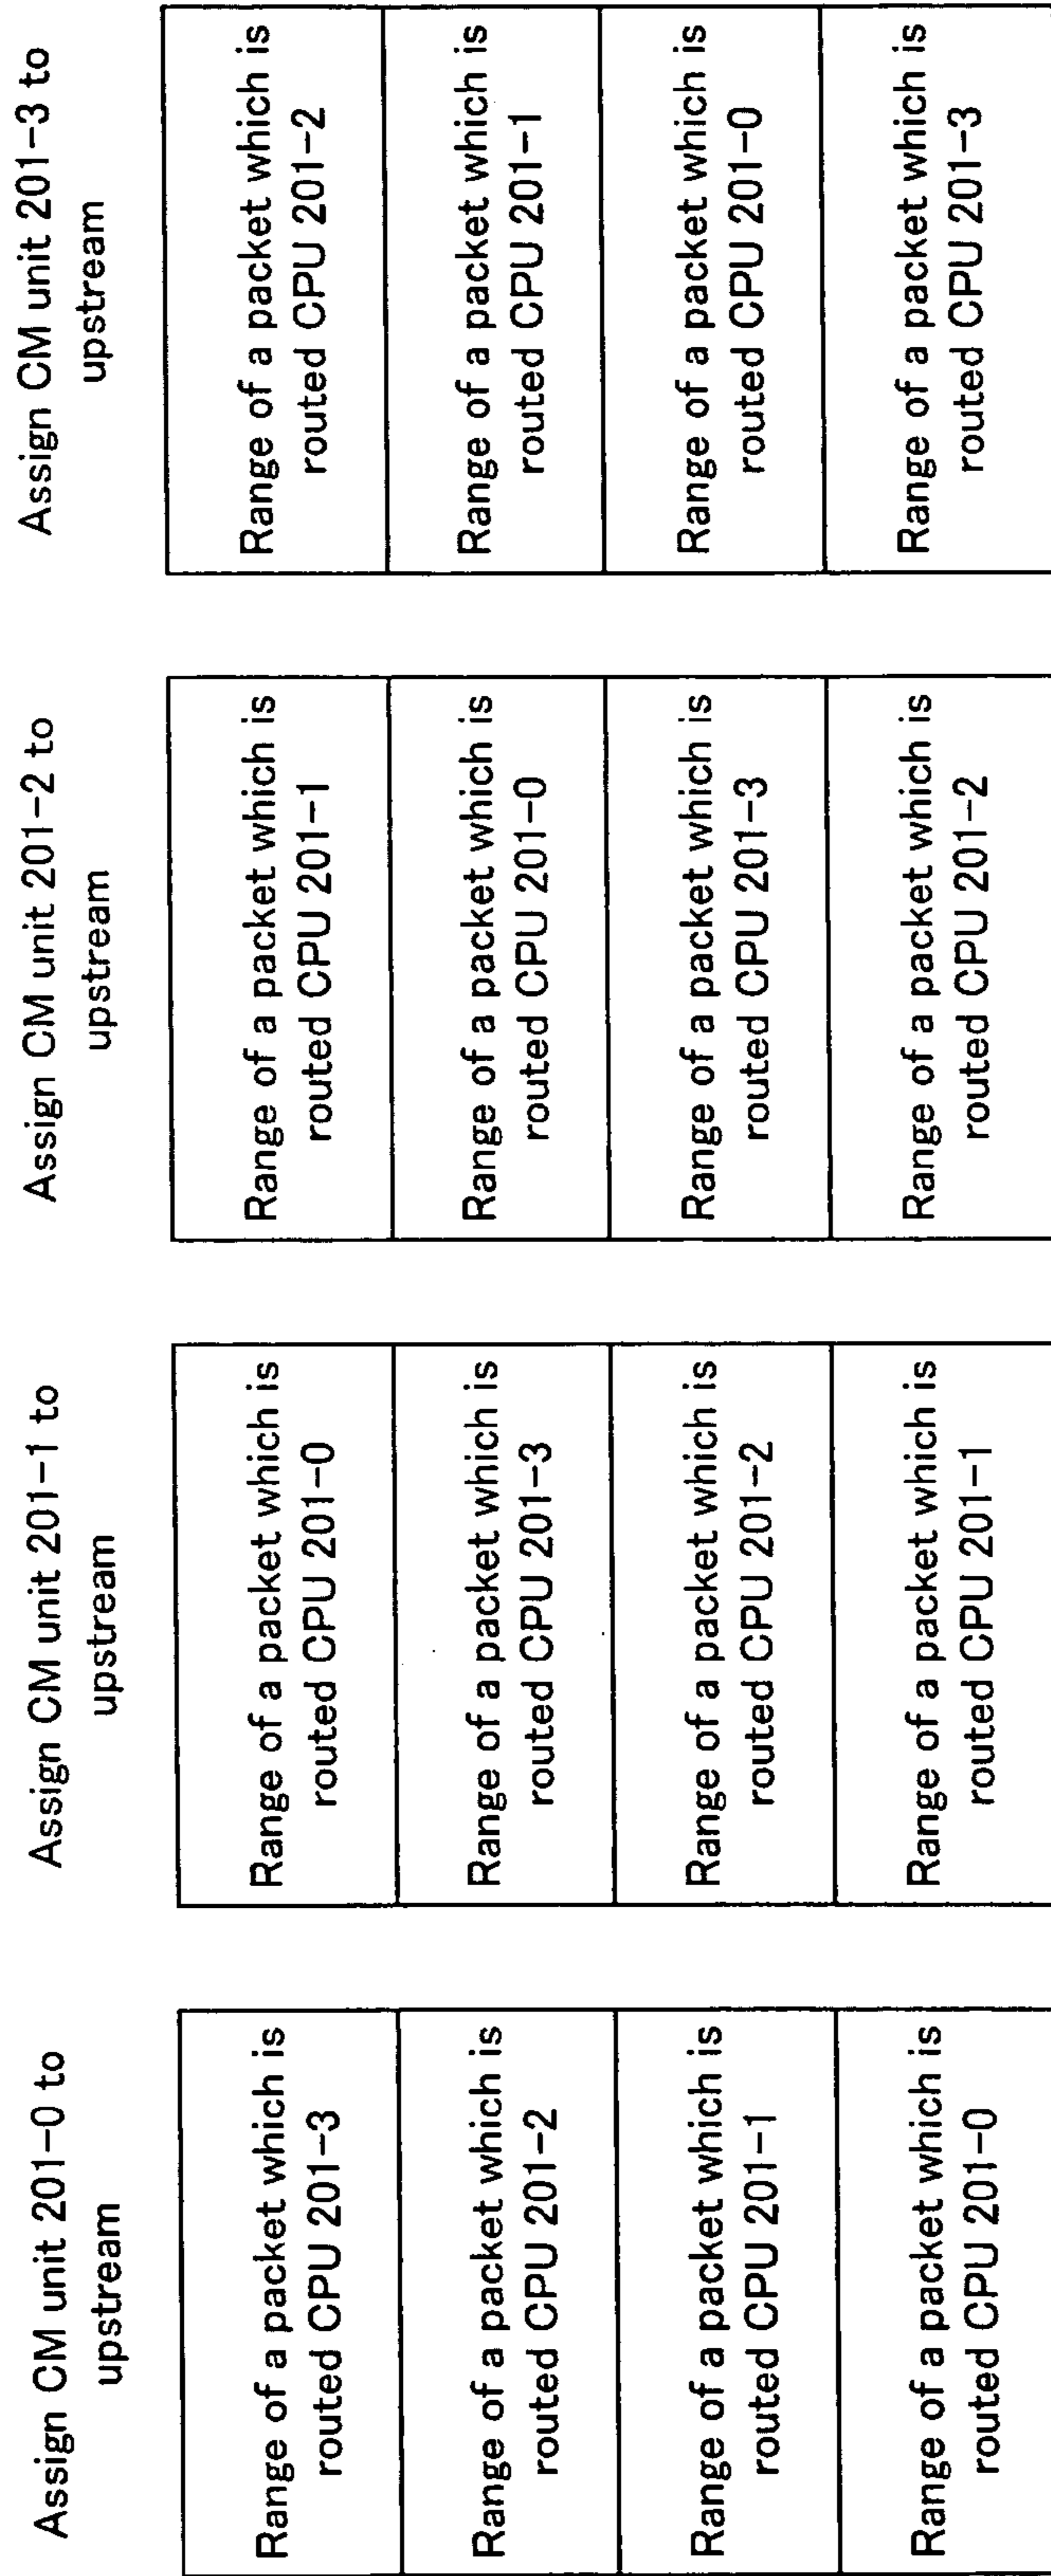 Assign CM unit 201-0 to
upstream
Range of a packet which is
routed CPU 201-3
Range of a packet which is
routed CPU 201-2
Range of a packet which is
routed CPU 201-1
Range of a packet which is
routed CPU 201-0
Assign CM unit 201-1 to
upstream
Range of a packet which is
routed CPU 201-0
Range of a packet which is
routed CPU 201-3
Range of a packet which is
routed CPU 201-2
Range of a packet which is
routed CPU 201-1
Assign CM unit 201-2 to
upstream
Range of a packet which is
routed CPU 201-1
Range of a packet which is
routed CPU 201-0
Range of a packet which is
routed CPU 201-3
Range of a packet which is
routed CPU 201-2
Assign CM unit 201-3 to
upstream
Range of a packet which is
routed CPU 201-2
Range of a packet which is
routed CPU 201-1
Range of a packet which is
routed CPU 201-0
Range of a packet which is
routed CPU 201-3